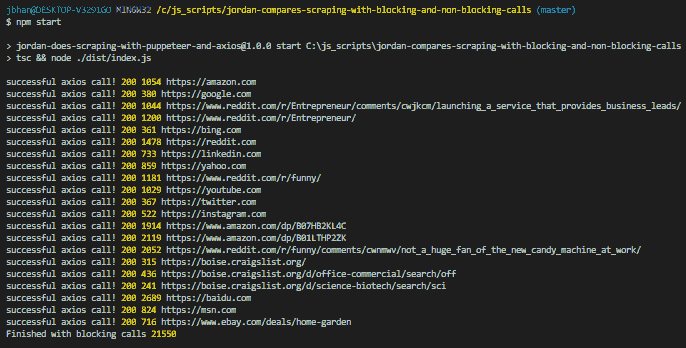 jbhan@DESKTOP-V3291GO MINGW32 /c/js_scripts/jordan-compares-scraping-with-blocking-and-non-blocking-calls (master)
$ npm start
> jordan-does-scraping-with-puppeteer-and-axios@1.0.0 start C:\js_scripts\jordan-compares-scraping-with-blocking-and-non-blocking-calls
> tsc && node ./dist/index.js
successful axios call! 200 1054 https://amazon.com
successful axios call! 200 380 https://google.com
successful axios call! 200 1044 https://www.reddit.com/r/Entrepreneur/comments/cwjkcm/launching_a_service_that_provides_business_leads/
successful axios call! 200 1200 https://www.reddit.com/r/Entrepreneur/
successful axios call! 200 361 https://bing.com
successful axios call! 200 1478 https://reddit.com
successful axios call! 200 733 https://linkedin.com
successful axios call! 200 859 https://yahoo.com
successful axios call! 200 1181 https://www.reddit.com/r/funny/
successful axios call! 200 1029 https://youtube.com
successful axios call! 200 367 https://twitter.com
successful axios call! 200 522 https://instagram.com
successful axios call! 200 1914 https://www.amazon.com/dp/B07HB2KL4C
successful axios call! 200 2119 https://www.amazon.com/dp/B01LTHP2ZK
successful axios call! 200 2052 https://www.reddit.com/r/funny/comments/cwnmwv/not_a_huge_fan_of_the_new_candy_machine_at_work/
successful axios call! 200 315 https://boise.craigslist.org/
successful axios call! 200 436 https://boise.craigslist.org/d/office-commercial/search/off
successful axios call! 200 241 https://boise.craigslist.org/d/science-biotech/search/sci
successful axios call! 200 2689 https://baidu.com
successful axios call! 200 824 https://msn.com
successful axios call! 200 716 https://www.ebay.com/deals/home-garden
Finished with blocking calls 21550